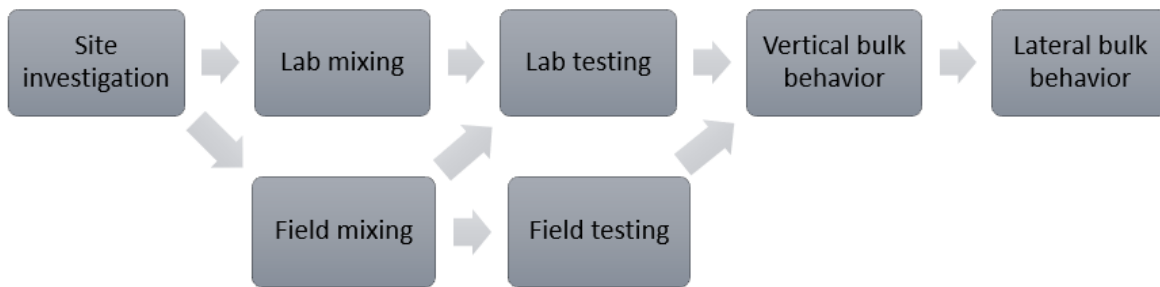 Site
investigation
Lab mixing
Lab testing
Vertical bulk
behavior
Lateral bulk
behavior
Field mixing
Field testing